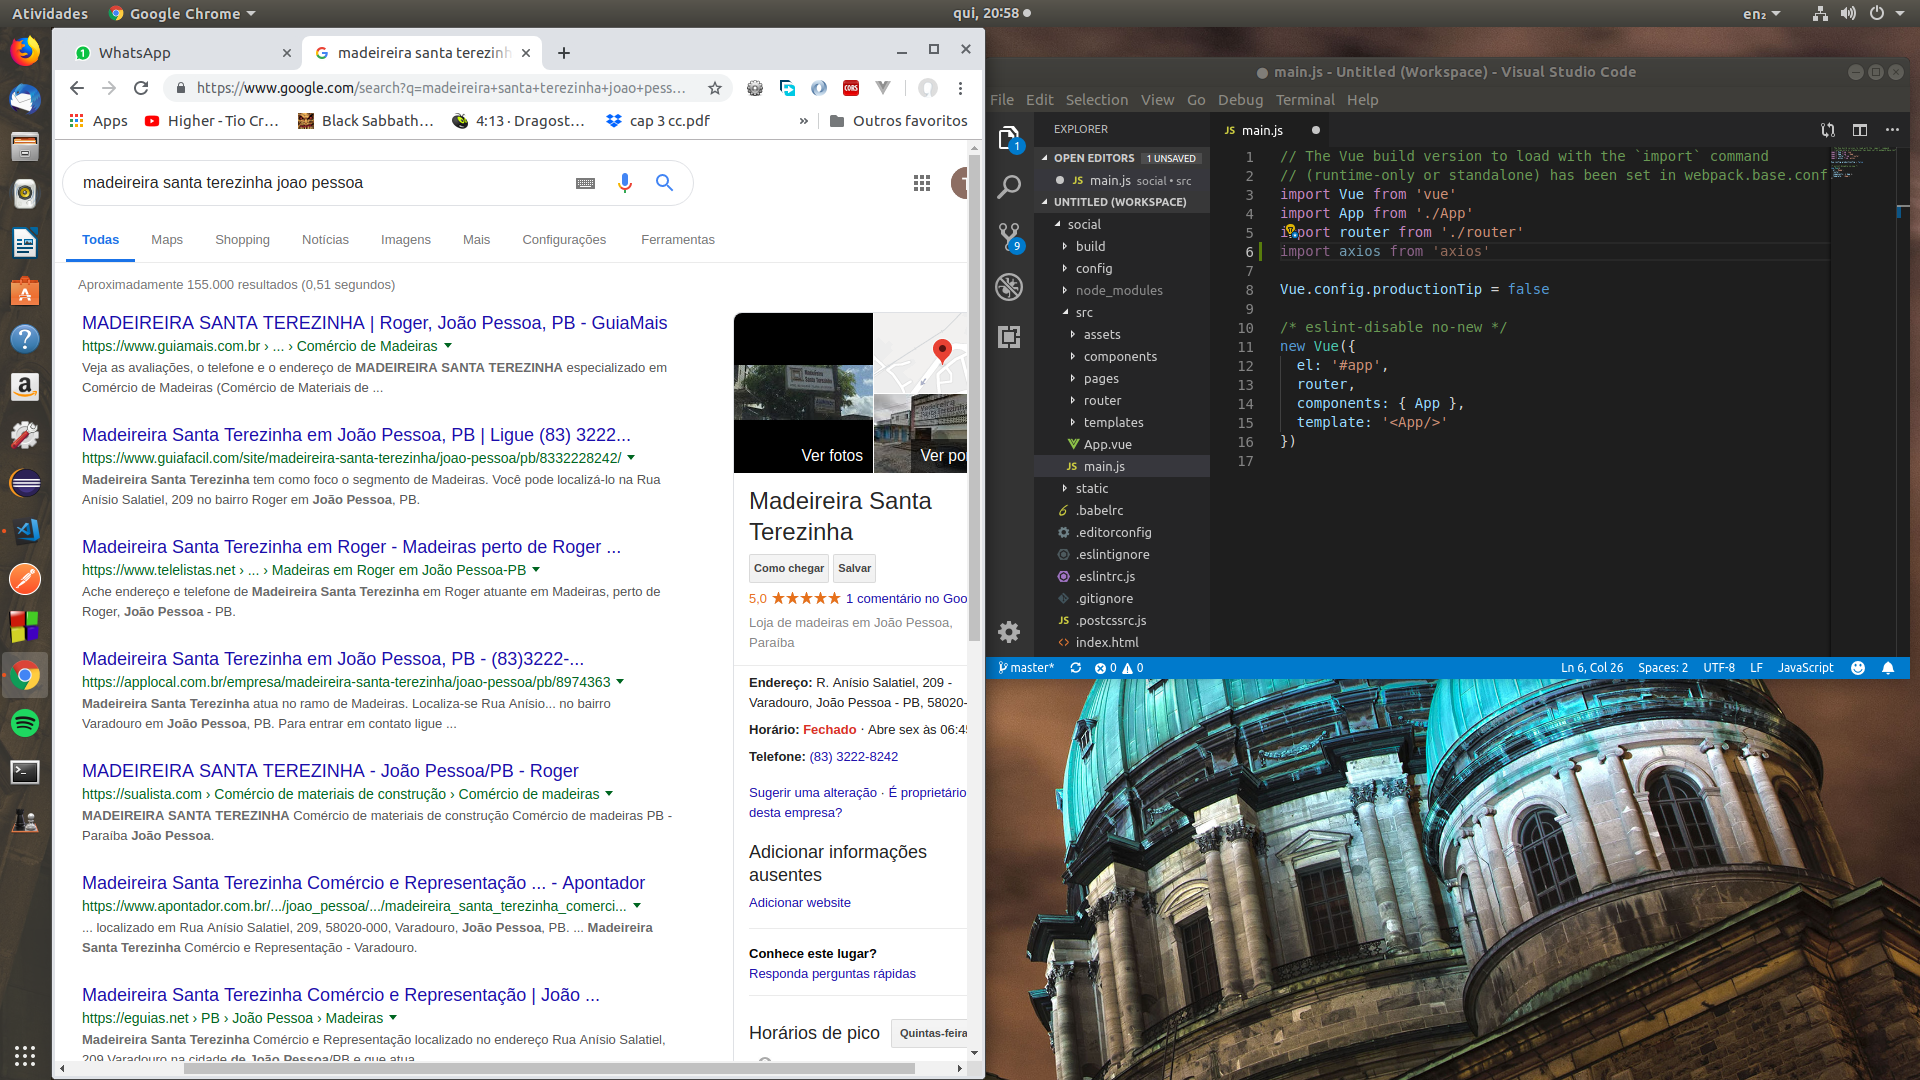 Atividades
Google Chrome
qui, 20:58
en₂
WhatsApp
madeireira santa terezinh
https://www.google.com/search?q=madeireira+santa+terezinha+joao+pess...
Apps
Higher - Tio Cr...
Black Sabbath...
4:13 · Dragost...
cap 3 cc.pdf
»
Outros favoritos
madeireira santa terezinha joao pessoa
Todas
Maps
Shopping
Notícias
Imagens
Mais
Configurações
Ferramentas
Aproximadamente 155.000 resultados (0,51 segundos)
MADEIREIRA SANTA TEREZINHA | Roger, João Pessoa, PB - GuiaMais
https://www.guiamais.com.br › ... › Comércio de Madeiras
Veja as avaliações, o telefone e o endereço de MADEIREIRA SANTA TEREZINHA especializado em
Comércio de Madeiras (Comércio de Materiais de ...
Madeireira Santa Terezinha em João Pessoa, PB | Ligue (83) 3222...
https://www.guiafacil.com/site/madeireira-santa-terezinha/joao-pessoa/pb/8332228242/
Madeireira Santa Terezinha tem como foco o segmento de Madeiras. Você pode localizá-lo na Rua
Anísio Salatiel, 209 no bairro Roger em João Pessoa, PB.
Madeireira Santa Terezinha em Roger - Madeiras perto de Roger ...
https://www.telelistas.net › ... › Madeiras em Roger em João Pessoa-PB
Ache endereço e telefone de Madeireira Santa Terezinha em Roger atuante em Madeiras, perto de
Roger, João Pessoa - PB.
Madeireira Santa Terezinha em João Pessoa, PB - (83)3222-...
https://applocal.com.br/empresa/madeireira-santa-terezinha/joao-pessoa/pb/8974363
Madeireira Santa Terezinha atua no ramo de Madeiras. Localiza-se Rua Anísio... no bairro
Varadouro em João Pessoa, PB. Para entrar em contato ligue ...
MADEIREIRA SANTA TEREZINHA - João Pessoa/PB - Roger
https://sualista.com › Comércio de materiais de construção › Comércio de madeiras
MADEIREIRA SANTA TEREZINHA Comércio de materiais de construção Comércio de madeiras PB -
Paraíba João Pessoa.
Madeireira Santa Terezinha Comércio e Representação ... - Apontador
https://www.apontador.com.br/.../joao_pessoa/.../madeireira_santa_terezinha_comerci...
... localizado em Rua Anísio Salatiel, 209, 58020-000, Varadouro, João Pessoa, PB. ... Madeireira
Santa Terezinha Comércio e Representação - Varadouro.
Madeireira Santa Terezinha Comércio e Representação | João ...
https://eguias.net › PB › João Pessoa › Madeiras
Madeireira Santa Terezinha Comércio e Representação localizado no endereço Rua Anísio Salatiel,
209 Varadouro na cidade de João Pessoa/PB e que atua
Ver fotos
Ver po
Madeireira Santa
Terezinha
Como chegar
Salvar
5,0 ★★★★★ 1 comentário no Goo
Loja de madeiras em João Pessoa,
Paraíba
Endereço: R. Anísio Salatiel, 209 -
Varadouro, João Pessoa - PB, 58020-
Horário: Fechado · Abre sex às 06:45
Telefone: (83) 3222-8242
Sugerir uma alteração · É proprietário
desta empresa?
Adicionar informações
ausentes
Adicionar website
Conhece este lugar?
Responda perguntas rápidas
Horários de pico
Quintas-feira
main.js - Untitled (Workspace) - Visual Studio Code
File Edit Selection View Go Debug Terminal Help
1
9
EXPLORER
OPEN EDITORS 1 UNSAVED
JS main.js social • src
UNTITLED (WORKSPACE)
social
build
config
node_modules
src
assets
components
pages
router
templates
App.vue
JS main.js
static
.babelrc
.editorconfig
.eslintignore
.eslintrc.js
.gitignore
JS .postcssrc.js
<> index.html
JS main.js
1 // The Vue build version to load with the `import` command
2 // (runtime-only or standalone) has been set in webpack.base.conf
3 import Vue from 'vue'
4 import App from './App'
5 import router from './router'
6 import axios from 'axios'
7
8 Vue.config.productionTip = false
9
10 /* eslint-disable no-new */
11 new Vue({
12 el: '#app',
13 router,
14 components: { App },
15 template: '<App/>'
16 })
17
master*
0
0
Ln 6, Col 26
Spaces: 2
UTF-8
LF
JavaScript